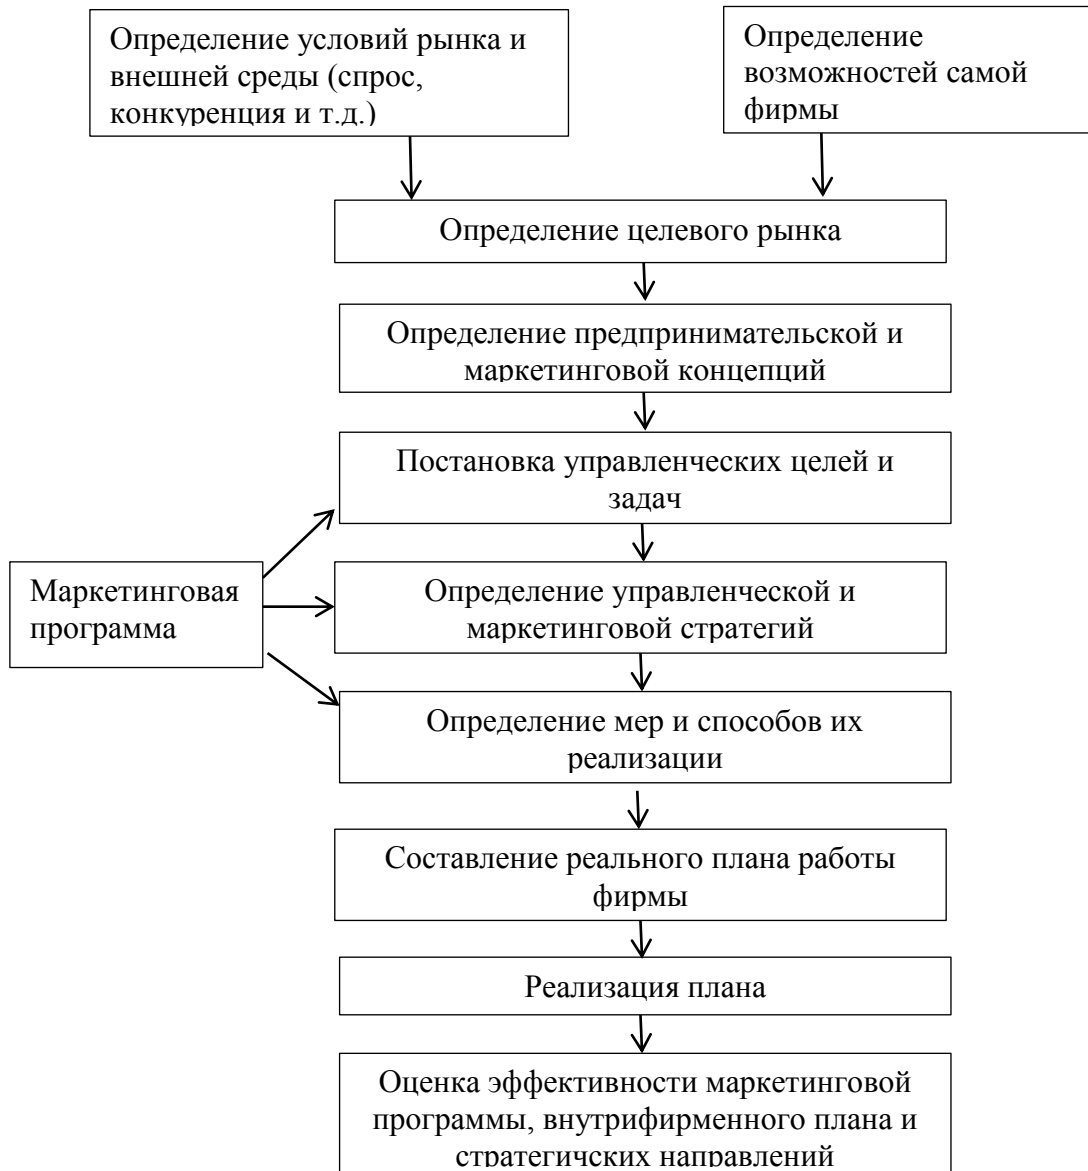 Определение условий рынка и
внешней среды (спрос,
конкуренция и т.д.)
Определение
возможностей самой
фирмы
Определение целевого рынка
Определение предпринимательской и
маркетинговой концепций
Постановка управленческих целей и
задач
Маркетинговая
программа
Определение управленческой и
маркетинговой стратегий
Определение мер и способов их
реализации
Составление реального плана работы
фирмы
Реализация плана
Оценка эффективности маркетинговой
программы, внутрифирменного плана и
стратегичских направлений